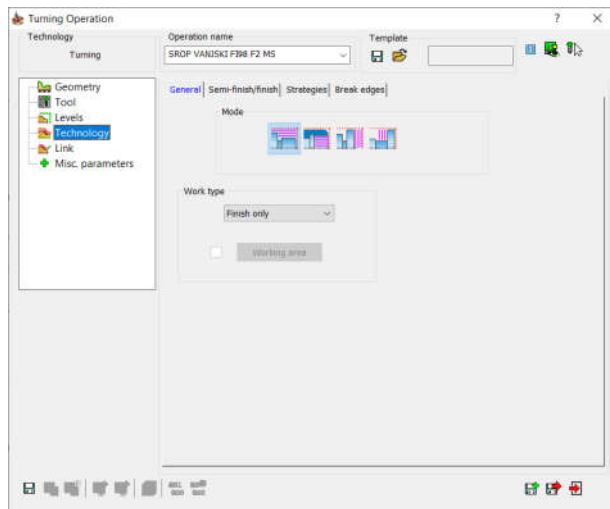 Turning Operation
Technology
Turning
Operation name
SROP VANJSKI FI98 F2 MS
Template
Geometry
Tool
Levels
Technology
Link
Misc. parameters
General
Semi-finish/finish
Strategies
Break edges
Mode
Work type
Finish only
Working area